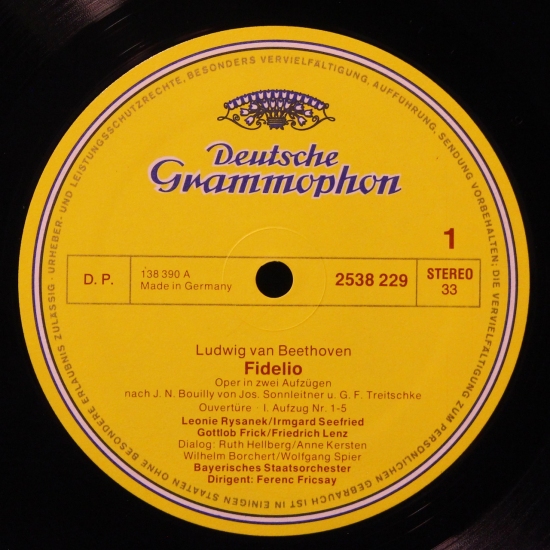 URHEBER- UND LEISTUNGSSCHUTZRECHTE, BESONDERS VERVIELFÄLTIGUNG, AUFFÜHRUNG, SENDUNG VORBEHALTEN; DIE VERVIELFÄLTIGUNG ZUM PERSÖNLICHEN GEBRAUCH IST IN EINIGEN STAATEN OHNE BESONDERE ERLAUBNIS ZULÄSSIG ·
Deutsche
Grammophon
1
D. P.
138 390 A
Made in Germany
2538 229
STEREO
33
Ludwig van Beethoven
Fidelio
Oper in zwei Aufzügen
nach J. N. Bouilly von Jos. Sonnleitner u. G. F. Treitschke
Ouvertüre · I. Aufzug Nr. 1-5
Leonie Rysanek/Irmgard Seefried
Gottlob Frick/Friedrich Lenz
Dialog: Ruth Hellberg/Anne Kersten
Wilhelm Borchert/Wolfgang Spier
Bayerisches Staatsorchester
Dirigent: Ferenc Fricsay